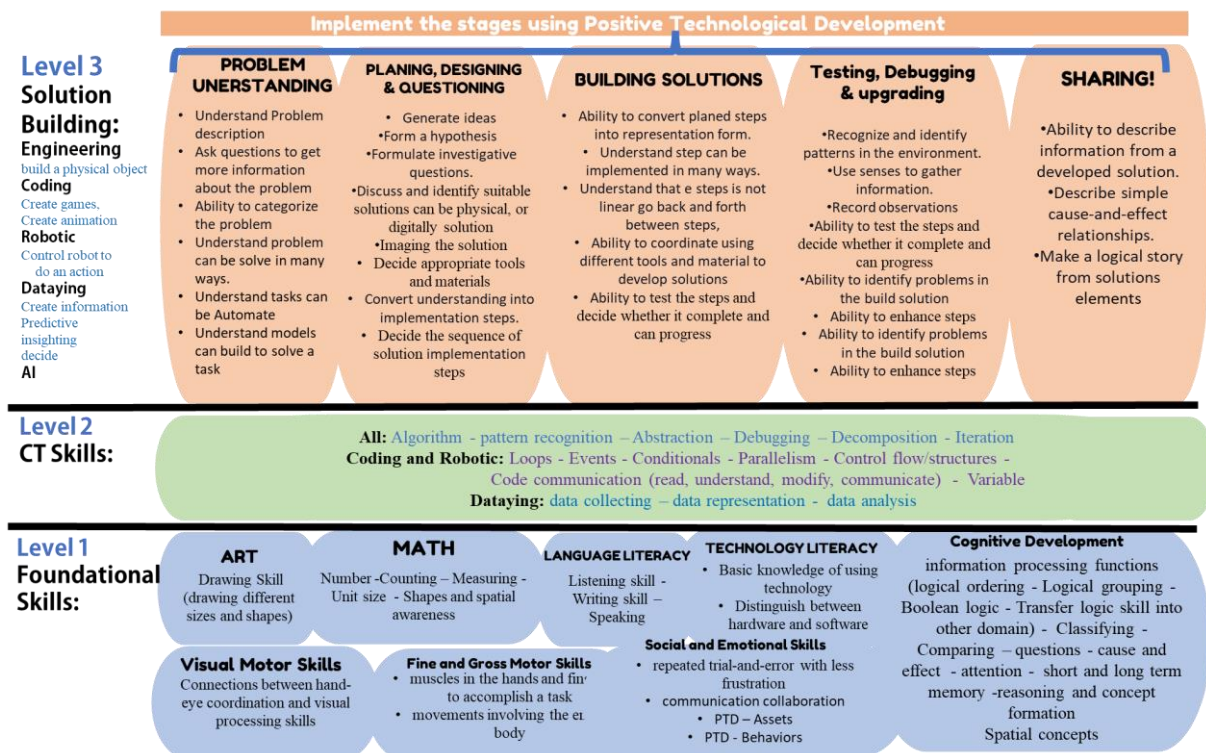 Implement the stages using Positive Technological Development
Level 3
Solution
Building:
Engineering
build a physical object
Coding
Create games,
Create animation
Robotic
Control robot to
do an action
Dataying
Create information
Predictive
insighting
decide
AI
PROBLEM
UNERSTANDING
• Understand Problem
description
• Ask questions to get
more information
about the problem
• Ability to categorize
the problem
• Understand problem
can be solve in many
ways.
• Understand tasks can
be Automate
• Understand models
can build to solve a
task
PLANING, DESIGNING
& QUESTIONING
• Generate ideas
• Form a hypothesis
•Formulate investigative
questions.
•Discuss and identify suitable
solutions can be physical, or
digitally solution
•Imaging the solution
• Decide appropriate tools
and materials
• Convert understanding into
implementation steps.
• Decide the sequence of
solution implementation
steps
BUILDING SOLUTIONS
• Ability to convert planed steps
into representation form.
• Understand step can be
implemented in many ways.
• Understand that e steps is not
linear go back and forth
between steps,
• Ability to coordinate using
different tools and material to
develop solutions
• Ability to test the steps and
decide whether it complete and
can progress
Testing, Debugging
& upgrading
•Recognize and identify
patterns in the environment.
• Use senses to gather
information.
• Record observations
•Ability to test the steps and
decide whether it complete and
can progress
•Ability to identify problems in
the build solution
• Ability to enhance steps
• Ability to identify problems
in the build solution
• Ability to enhance steps
SHARING!
•Ability to describe
information from a
developed solution.
•Describe simple
cause-and-effect
relationships.
•Make a logical story
from solutions
elements
Level 2
CT Skills:
All: Algorithm - pattern recognition – Abstraction – Debugging – Decomposition - Iteration
Coding and Robotic: Loops - Events - Conditionals - Parallelism - Control flow/structures -
Code communication (read, understand, modify, communicate) - Variable
Dataying: data collecting – data representation - data analysis
Level 1
Foundational
Skills:
ART
Drawing Skill
(drawing different
sizes and shapes)
MATH
Number -Counting – Measuring -
Unit size - Shapes and spatial
awareness
LANGUAGE LITERACY
Listening skill -
Writing skill –
Speaking
TECHNOLOGY LITERACY
• Basic knowledge of using
technology
• Distinguish between
hardware and software
Cognitive Development
information processing functions
(logical ordering - Logical grouping -
Boolean logic - Transfer logic skill into
other domain) - Classifying -
Comparing – questions - cause and
effect - attention - short and long term
memory -reasoning and concept
formation
Spatial concepts
Visual Motor Skills
Connections between hand-
eye coordination and visual
processing skills
Fine and Gross Motor Skills
• muscles in the hands and fin
to accomplish a task
• movements involving the e
body
Social and Emotional Skills
• repeated trial-and-error with less
frustration
• communication collaboration
• PTD – Assets
• PTD - Behaviors